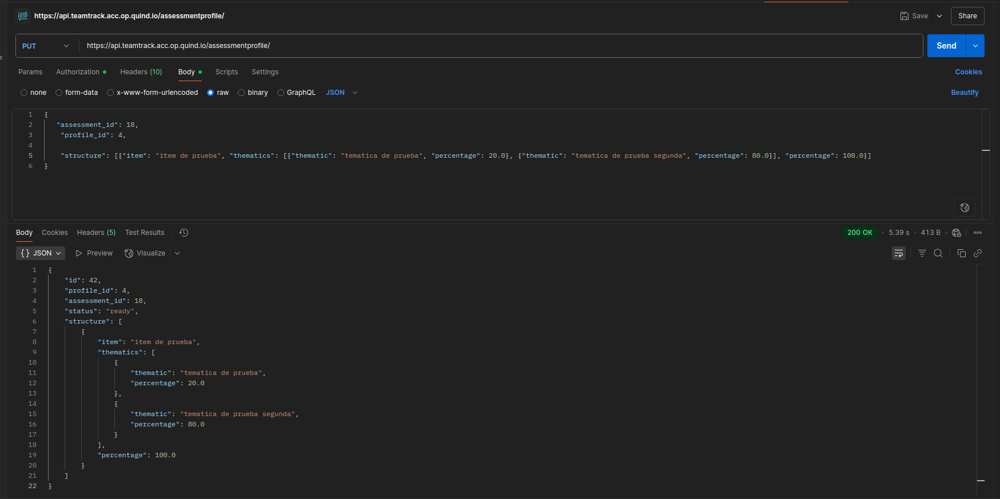 HTTP https://api.teamtrack.acc.op.quind.io/assessmentprofile/ Save Share
PUT https://api.teamtrack.acc.op.quind.io/assessmentprofile/ Send
s
Params Authorization Headers (10) Body Scripts Settings Cookies
none form-data x-www-form-urlencoded raw binary GraphQL JSON Beautify
1 {
2 "assessment_id": 18,
3 "profile_id": 4,
4
5 "structure": [{"item": "item de prueba", "thematics": [{"thematic": "tematica de prueba", "percentage": 20.0}, {"thematic": "tematica de prueba segunda", "percentage": 80.0}], "percentage": 100.0}]
6 }
Body Cookies Headers (5) Test Results 200 OK • 5.39 s • 413 B •
{} JSON Preview Visualize
1 {
2 "id": 42,
3 "profile_id": 4,
4 "assessment_id": 18,
5 "status": "ready",
6 "structure": [
7 {
8 "item": "item de prueba",
9 "thematics": [
10 {
11 "thematic": "tematica de prueba",
12 "percentage": 20.0
13 },
14 {
15 "thematic": "tematica de prueba segunda",
16 "percentage": 80.0
17 }
18 ],
19 "percentage": 100.0
20 }
21 ]
22 }